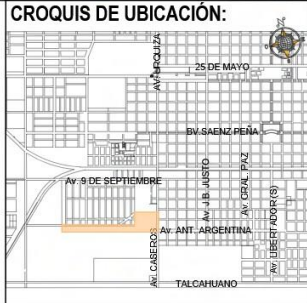 CROQUIS DE UBICACIÓN:
AV. URQUIZA
25 DE MAYO
BV. SAENZ PEÑA
Av. 9 DE SEPTIEMBRE
Av. J.B. JUSTO
Av. GRAL. PAZ
Av. LIBERTADOR (S)
Av. ANT. ARGENTINA
AV. CASEROS
TALCAHUANO